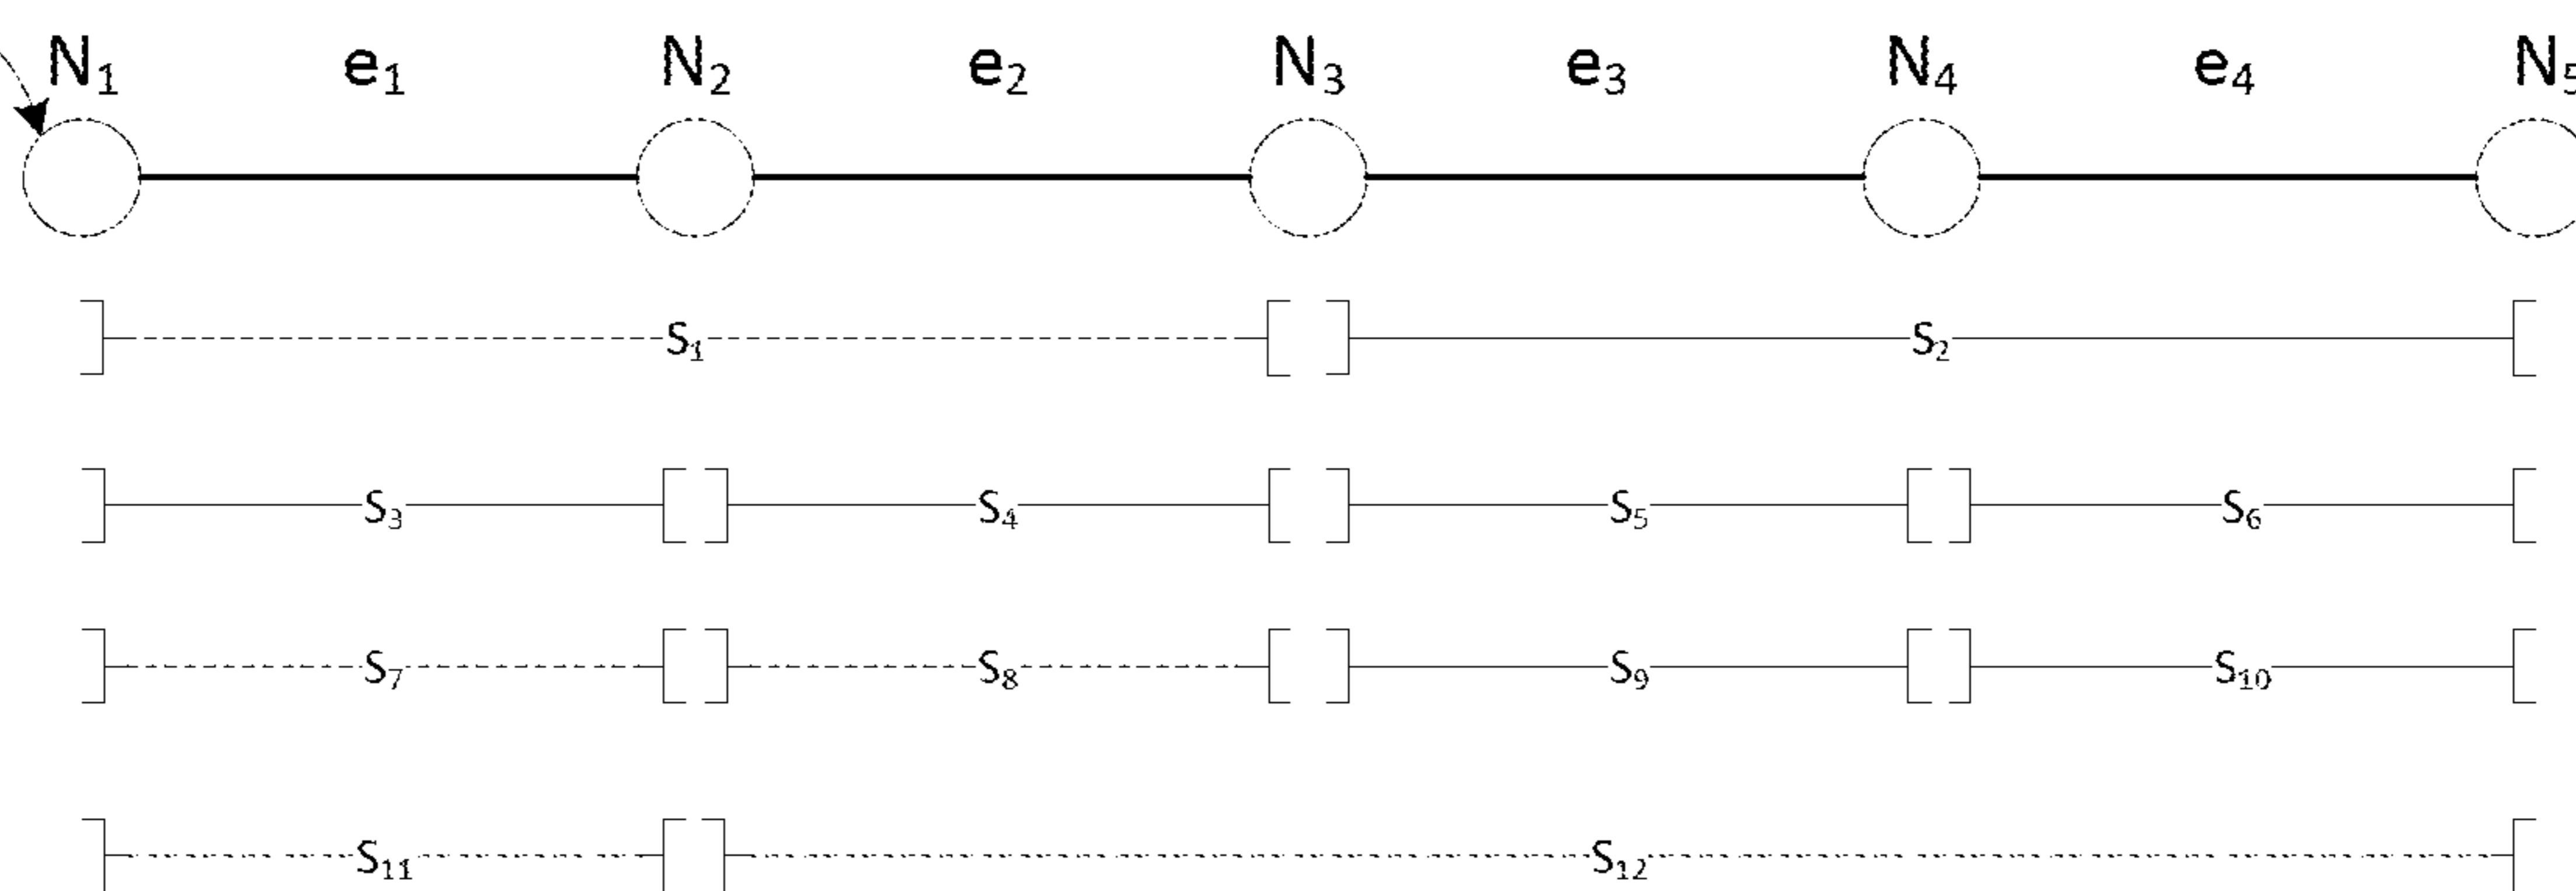 N₁ e₁ N₂ e₂ N₃ e₃ N₄ e₄ N₅
S₁ S₂
S₃ S₄ S₅ S₆
S₇ S₈ S₉ S₁₀
S₁₁ S₁₂